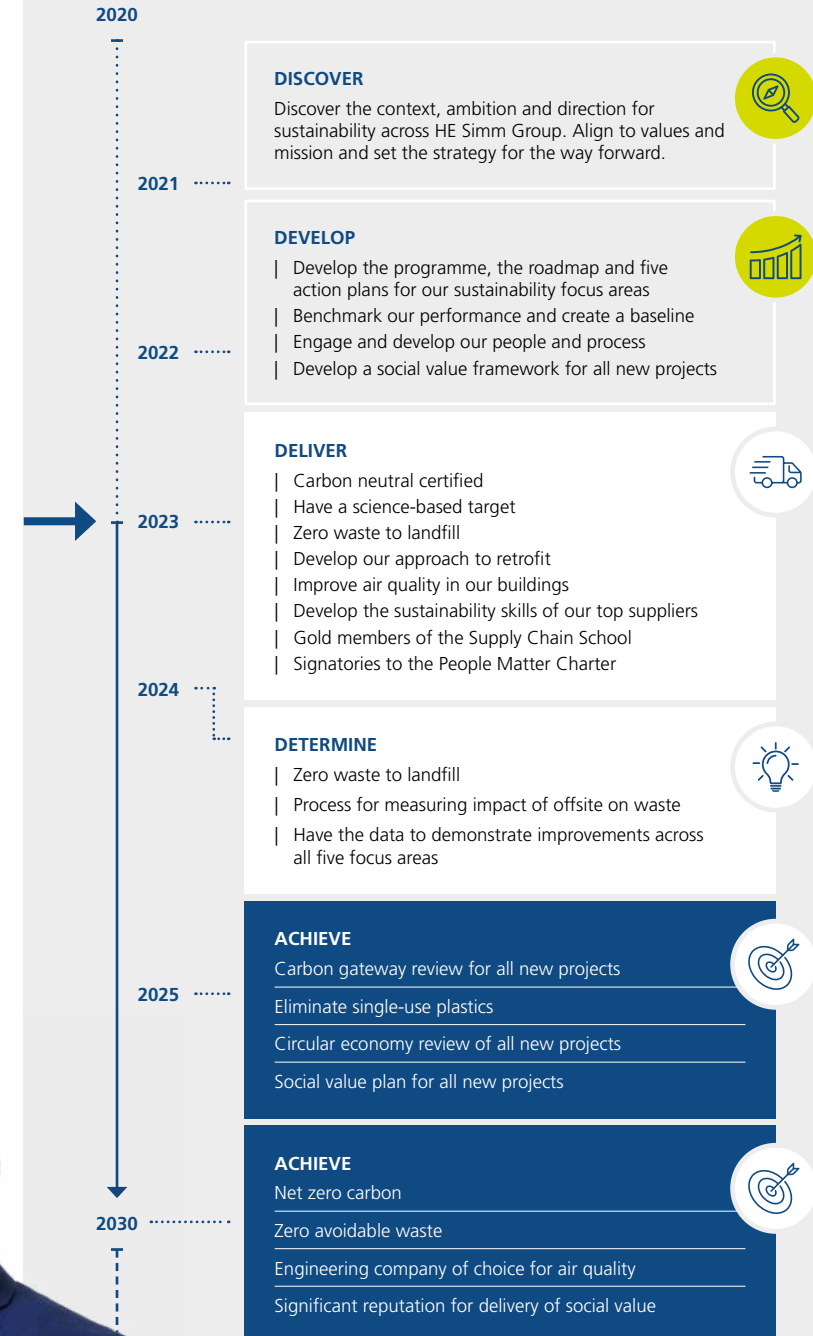 2020
DISCOVER
Discover the context, ambition and direction for
sustainability across HE Simm Group. Align to values and
mission and set the strategy for the way forward.
2021
DEVELOP
| Develop the programme, the roadmap and five
action plans for our sustainability focus areas
| Benchmark our performance and create a baseline
| Engage and develop our people and process
| Develop a social value framework for all new projects
2022
DELIVER
| Carbon neutral certified
| Have a science-based target
| Zero waste to landfill
| Develop our approach to retrofit
| Improve air quality in our buildings
| Develop the sustainability skills of our top suppliers
| Gold members of the Supply Chain School
| Signatories to the People Matter Charter
2023
2024
DETERMINE
| Zero waste to landfill
| Process for measuring impact of offsite on waste
| Have the data to demonstrate improvements across
all five focus areas
ACHIEVE
Carbon gateway review for all new projects
Eliminate single-use plastics
Circular economy review of all new projects
Social value plan for all new projects
2025
ACHIEVE
Net zero carbon
Zero avoidable waste
Engineering company of choice for air quality
Significant reputation for delivery of social value
2030